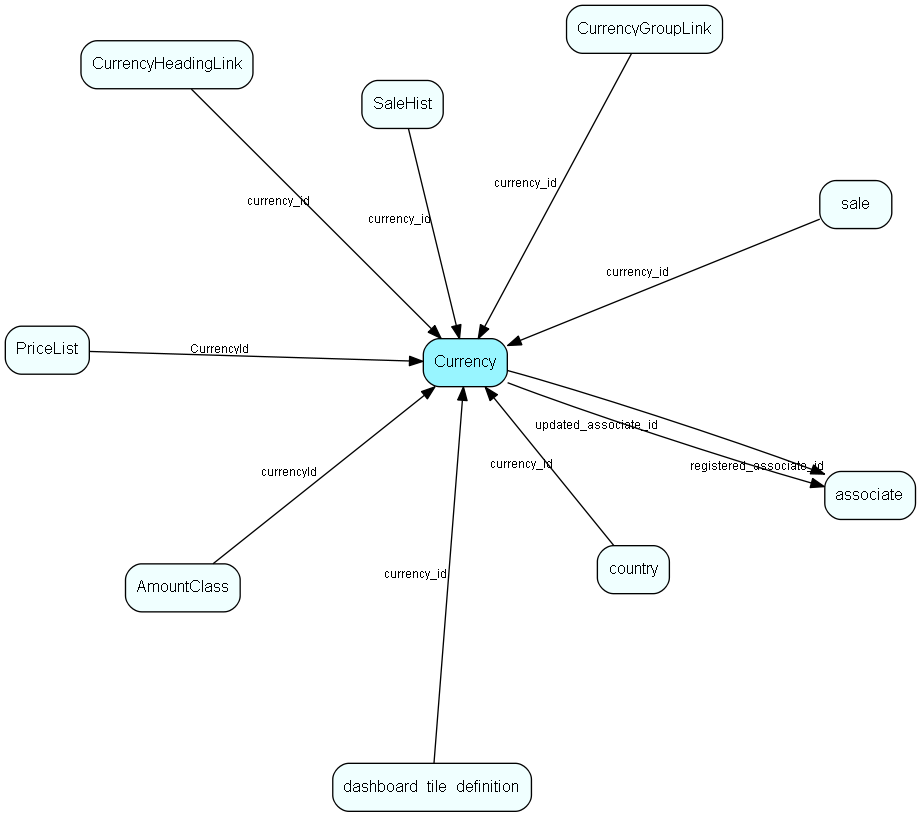 CurrencyGroupLink
CurrencyHeadingLink
SaleHist
currency_id
currency_id
sale
currency_id
currency_id
PriceList
CurrencyId
Currency
updated_associate_id
currency_id
registered_associate_id
currencyId
associate
currency_id
country
AmountClass
dashboard tile definition